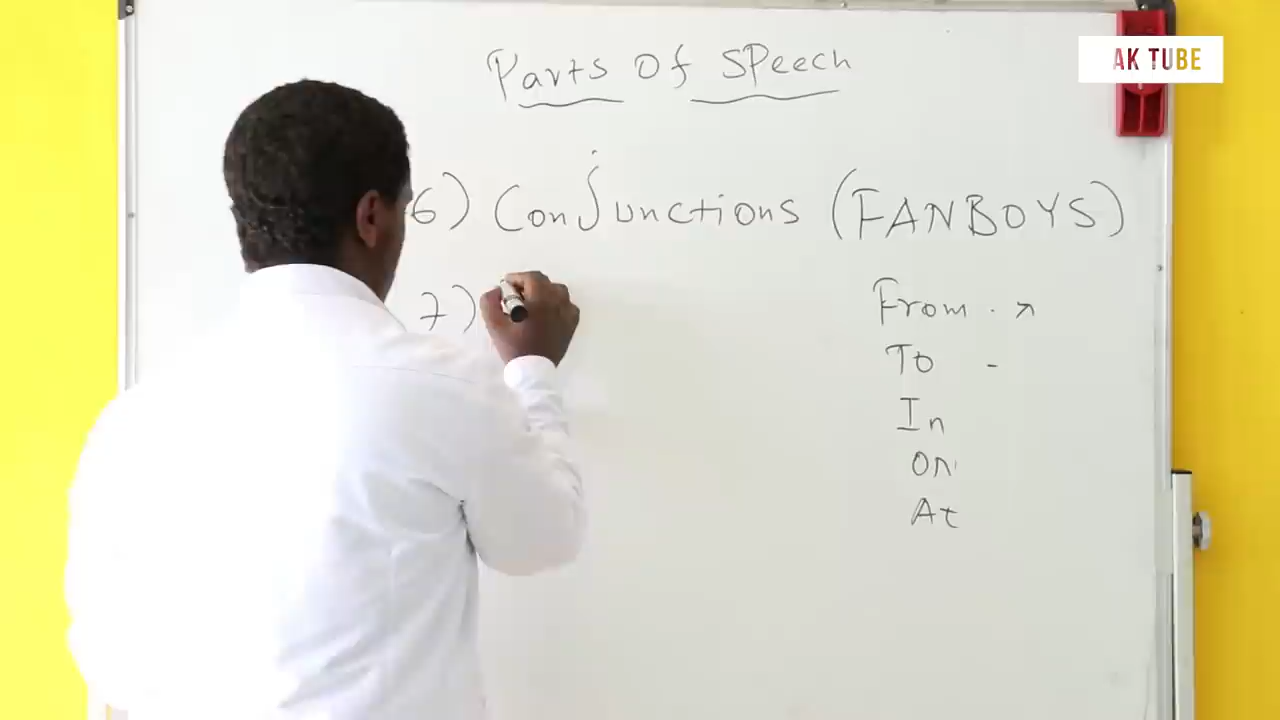 AK TUBE
Parts Of SPeech
6) Conjunctions (FANBOYS)
7)
From . ↗
To -
In
On
At